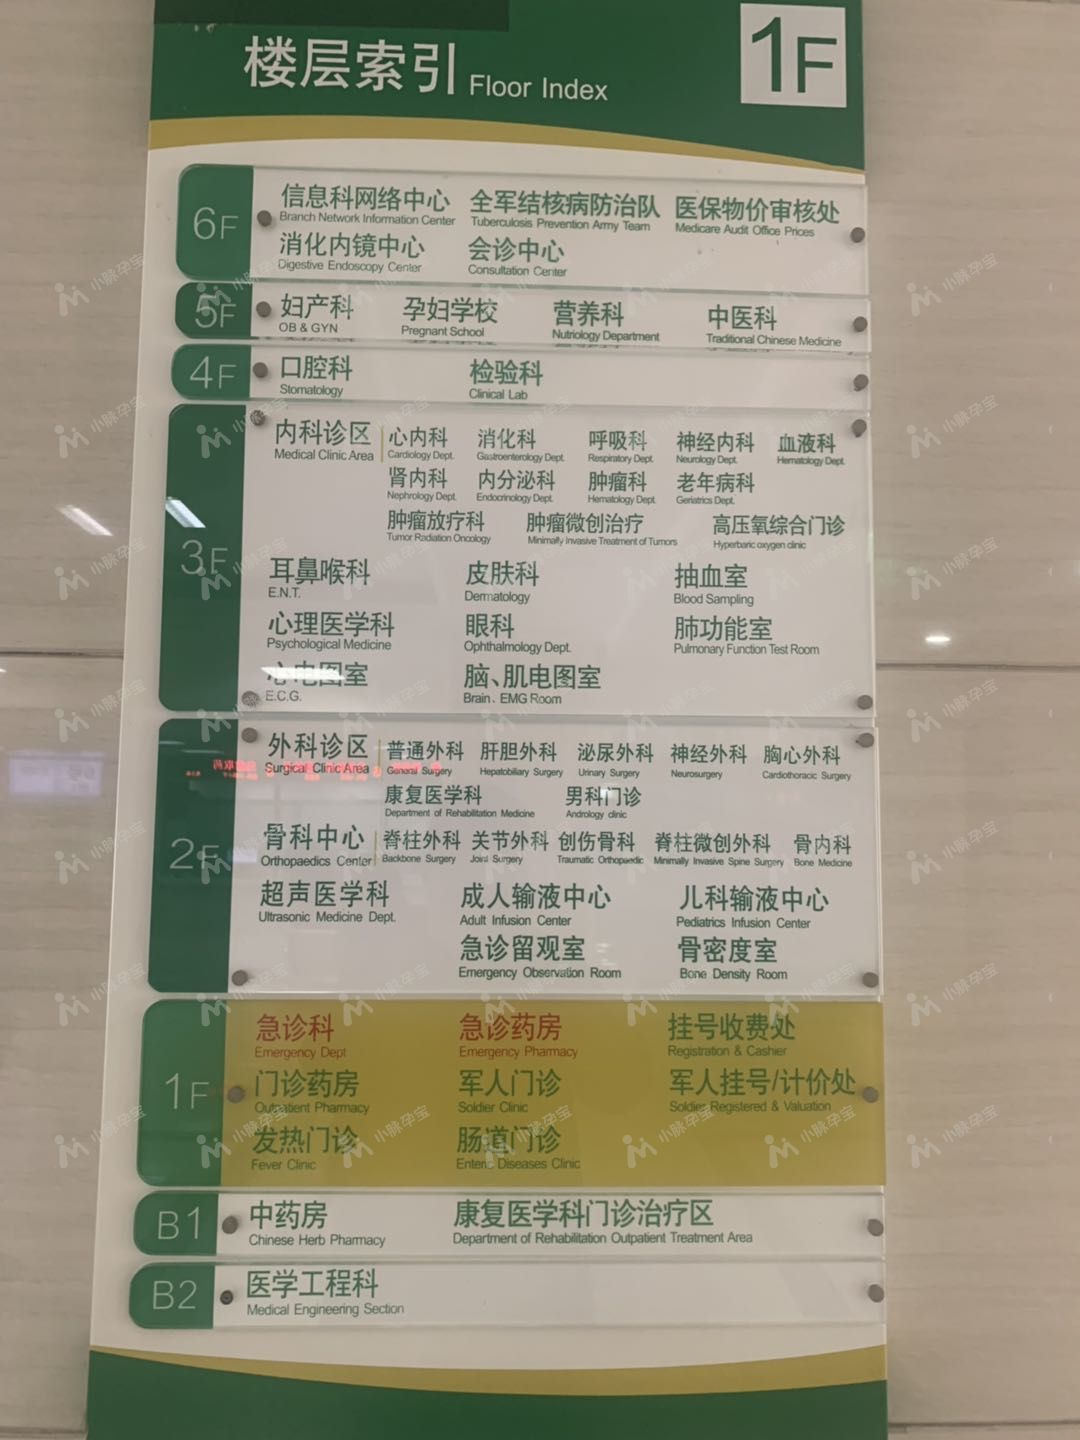 楼层索引 Floor Index
1F
6F
信息科网络中心 全军结核病防治队 医保物价审核处
Branch Network Information Center Tuberculosis Prevention Army Team Medicare Audit Office Prices
消化内镜中心 会诊中心
Digestive Endoscopy Center Consultation Center
5F
妇产科 孕妇学校 营养科 中医科
OB & GYN Pregnant School Nutriology Department Traditional Chinese Medicine
4F
口腔科 检验科
Stomatology Clinical Lab
3F
内科诊区 心内科 消化科 呼吸科 神经内科 血液科
Medical Clinic Area Cardiology Dept. Gastroenterology Dept. Respiratory Dept. Neurology Dept. Hematology Dept.
肾内科 内分泌科 肿瘤科 老年病科
Nephrology Dept. Endocrinology Dept. Hematology Dept. Geriatrics Dept.
肿瘤放疗科 肿瘤微创治疗 高压氧综合门诊
Tumor Radiation Oncology Minimally Invasive Treatment of Tumors Hyperbaric oxygen clinic
耳鼻喉科 皮肤科 抽血室
E.N.T. Dermatology Blood Sampling
心理医学科 眼科 肺功能室
Psychological Medicine Ophthalmology Dept. Pulmonary Function Test Room
心电图室 脑、肌电图室
E.C.G. Brain、EMG Room
2F
外科诊区 普通外科 肝胆外科 泌尿外科 神经外科 胸心外科
Surgical Clinic Area General Surgery Hepatobiliary Surgery Urinary Surgery Neurosurgery Cardiothoracic Surgery
康复医学科 男科门诊
Department of Rehabilitation Medicine Andrology clinic
骨科中心 脊柱外科 关节外科 创伤骨科 脊柱微创外科 骨内科
Orthopaedics Center Backbone Surgery Joint Surgery Traumatic Orthopaedic Minimally Invasive Spine Surgery Bone Medicine
超声医学科 成人输液中心 儿科输液中心
Ultrasonic Medicine Dept. Adult Infusion Center Pediatrics Infusion Center
急诊留观室 骨密度室
Emergency Observation Room Bone Density Room
1F
急诊科 急诊药房 挂号收费处
Emergency Dept Emergency Pharmacy Registration & Cashier
门诊药房 军人门诊 军人挂号/计价处
Outpatient Pharmacy Soldier Clinic Soldier Registered & Valuation
发热门诊 肠道门诊
Fever Clinic Enteric Diseases Clinic
B1
中药房 康复医学科门诊治疗区
Chinese Herb Pharmacy Department of Rehabilitation Outpatient Treatment Area
B2
医学工程科
Medical Engineering Section
小脉孕宝